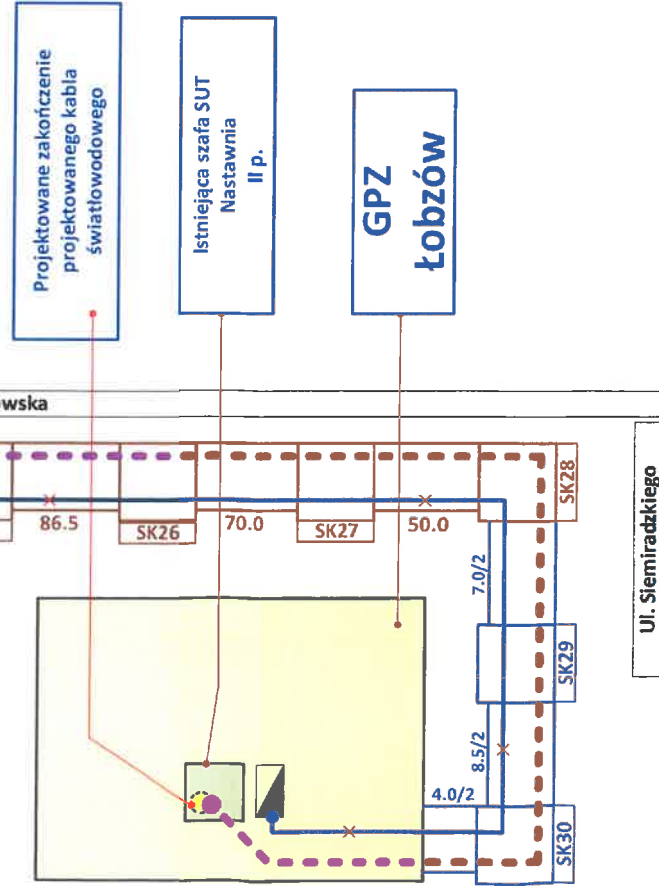 Projektowane zakończenie
projektowanego kabla
światłowodowego
Istniejąca szafa SUT
Nastawnia
II p.
GPZ
Łobzów
wska
86.5
SK26
70.0
SK27
50.0
SK28
7.0/2
SK29
8.5/2
4.0/2
SK30
Ul. Siemiradzkiego